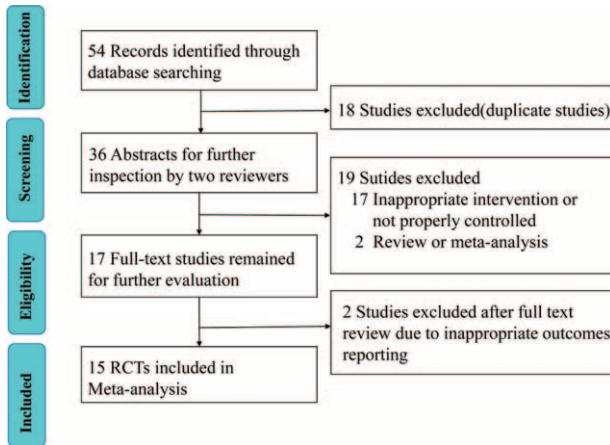 Identification
54 Records identified through
database searching
18 Studies excluded(duplicate studies)
Screening
36 Abstracts for further
inspection by two reviewers
19 Sutides excluded
17 Inappropriate intervention or
not properly controlled
2 Review or meta-analysis
Eligibility
17 Full-text studies remained
for further evaluation
2 Studies excluded after full text
review due to inappropriate outcomes
reporting
Included
15 RCTs included in
Meta-analysis